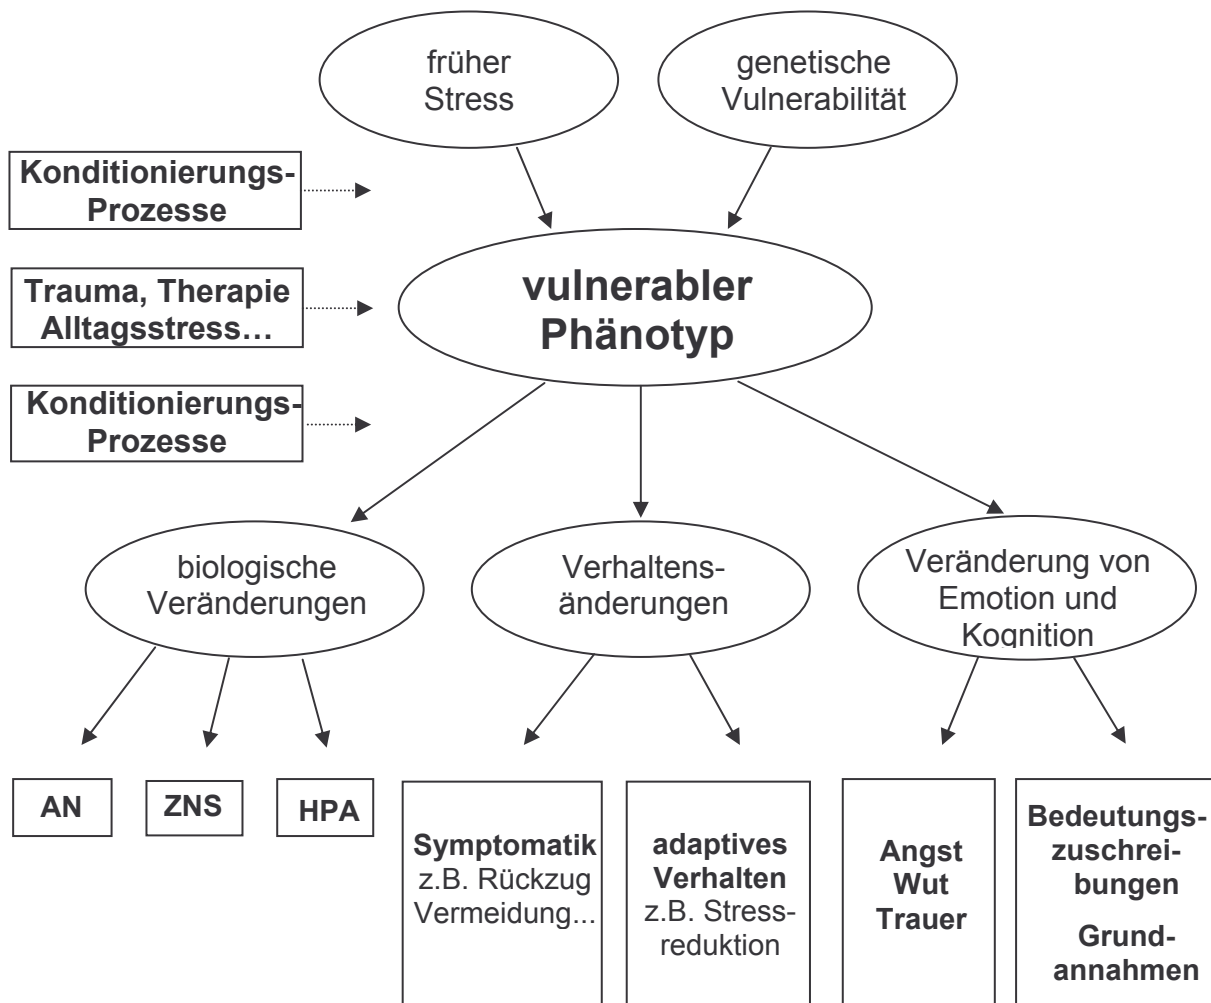 früher
Stress
genetische
Vulnerabilität
Konditionierungs-
Prozesse
vulnerabler
Phänotyp
Trauma, Therapie
Alltagsstress…
Konditionierungs-
Prozesse
biologische
Veränderungen
Verhaltens-
änderungen
Veränderung von
Emotion und
Kognition
AN
ZNS
HPA
Symptomatik
z.B. Rückzug
Vermeidung...
adaptives
Verhalten
z.B. Stress-
reduktion
Angst
Wut
Trauer
Bedeutungs-
zuschrei-
bungen
Grund-
annahmen